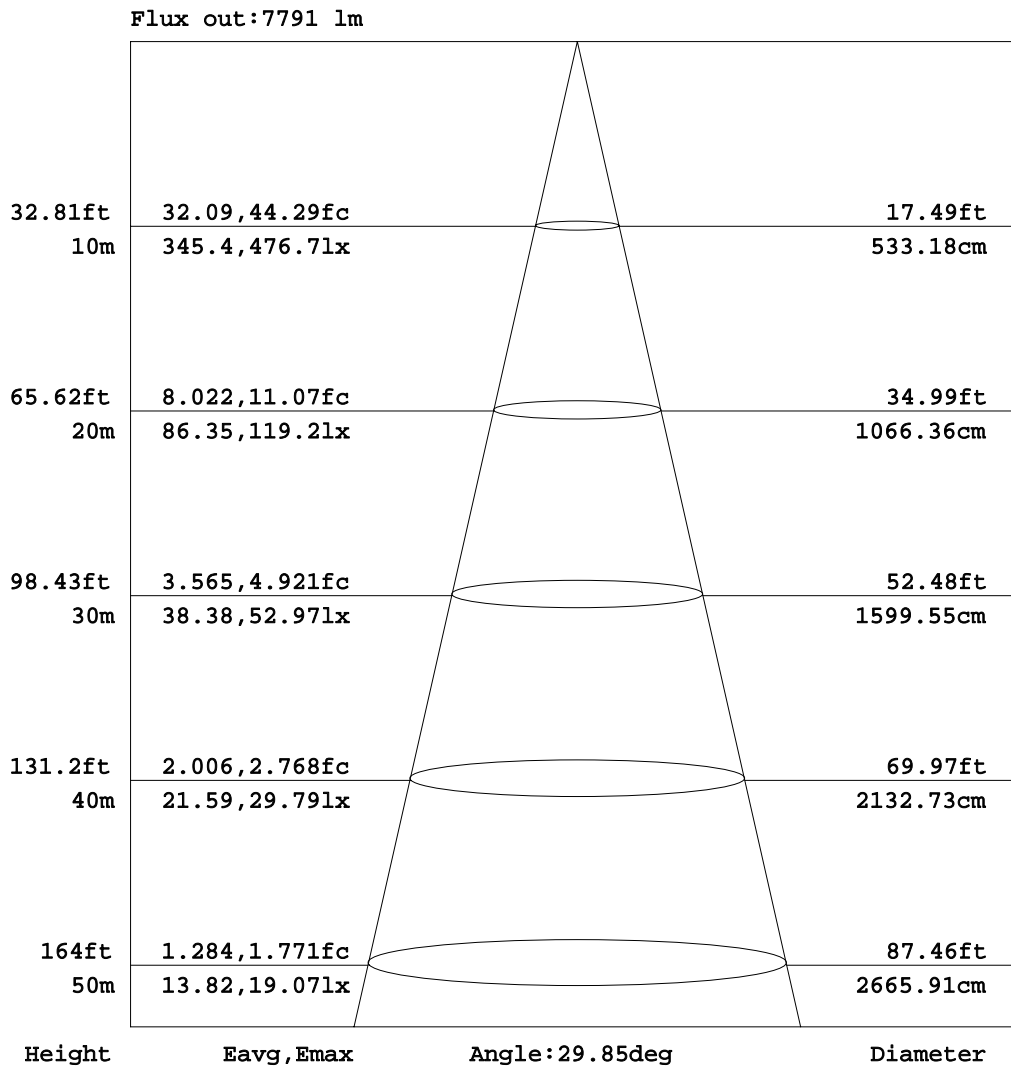 Flux out:7791 lm
32.81ft 32.09,44.29fc 17.49ft
10m 345.4,476.7lx 533.18cm
65.62ft 8.022,11.07fc 34.99ft
20m 86.35,119.2lx 1066.36cm
98.43ft 3.565,4.921fc 52.48ft
30m 38.38,52.97lx 1599.55cm
131.2ft 2.006,2.768fc 69.97ft
40m 21.59,29.79lx 2132.73cm
164ft 1.284,1.771fc 87.46ft
50m 13.82,19.07lx 2665.91cm
Height Eavg,Emax Angle:29.85deg Diameter